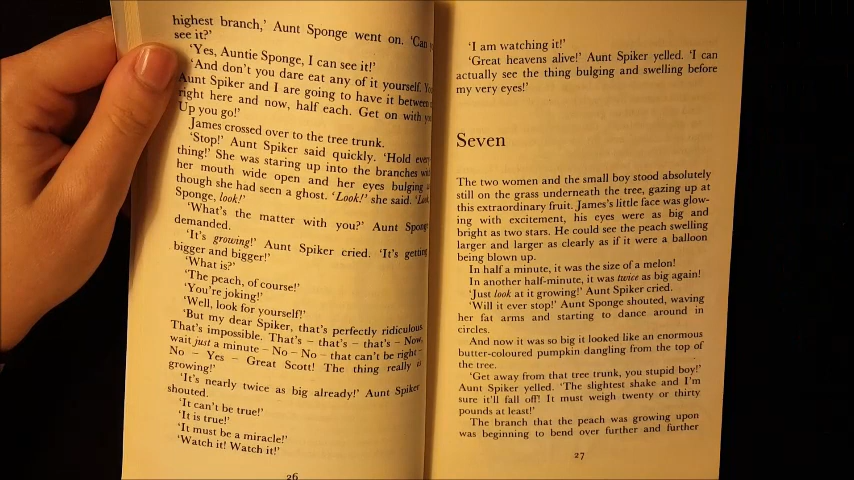 highest branch,' Aunt Sponge went on. 'Can
see it?'
'Yes, Auntie Sponge, I can see it!'
'And don't you dare eat any of it yourself.
Aunt Spiker and I are going to have it between
right here and now, half each. Get on with
Up you go!'
James crossed over to the tree trunk.
'Stop!' Aunt Spiker said quickly. 'Hold
thing!' She was staring up into the branches
her mouth wide open and her eyes bulging
though she had seen a ghost. 'Look!' she said.
Sponge, look!'
'What's the matter with you?' Aunt
demanded.
'It's growing!' Aunt Spiker cried. 'It's getting
bigger and bigger!'
'What is?'
'The peach, of course!'
'You're joking!'
'Well, look for yourself!'
'But my dear Spiker, that's perfectly ridiculous.
That's impossible. That's – that's – that's – Now,
wait just a minute – No – No – that can't be right –
No – Yes – Great Scott! The thing really
growing!'
'It's nearly twice as big already!' Aunt Spiker
shouted.
'It can't be true!'
'It is true!'
'It must be a miracle!'
'Watch it! Watch it!'
26
'I am watching it!'
'Great heavens alive!' Aunt Spiker yelled. 'I can
actually see the thing bulging and swelling before
my very eyes!'
Seven
The two women and the small boy stood absolutely
still on the grass underneath the tree, gazing up at
this extraordinary fruit. James's little face was glow-
ing with excitement, his eyes were as big and
bright as two stars. He could see the peach swelling
larger and larger as clearly as if it were a balloon
being blown up.
In half a minute, it was the size of a melon!
In another half-minute, it was twice as big again!
'Just look at it growing!' Aunt Spiker cried.
'Will it ever stop!' Aunt Sponge shouted, waving
her fat arms and starting to dance around in
circles.
And now it was so big it looked like an enormous
butter-coloured pumpkin dangling from the top of
the tree.
'Get away from that tree trunk, you stupid boy!'
Aunt Spiker yelled. 'The slightest shake and I'm
sure it'll fall off! It must weigh twenty or thirty
pounds at least!'
The branch that the peach was growing upon
was beginning to bend over further and further
27